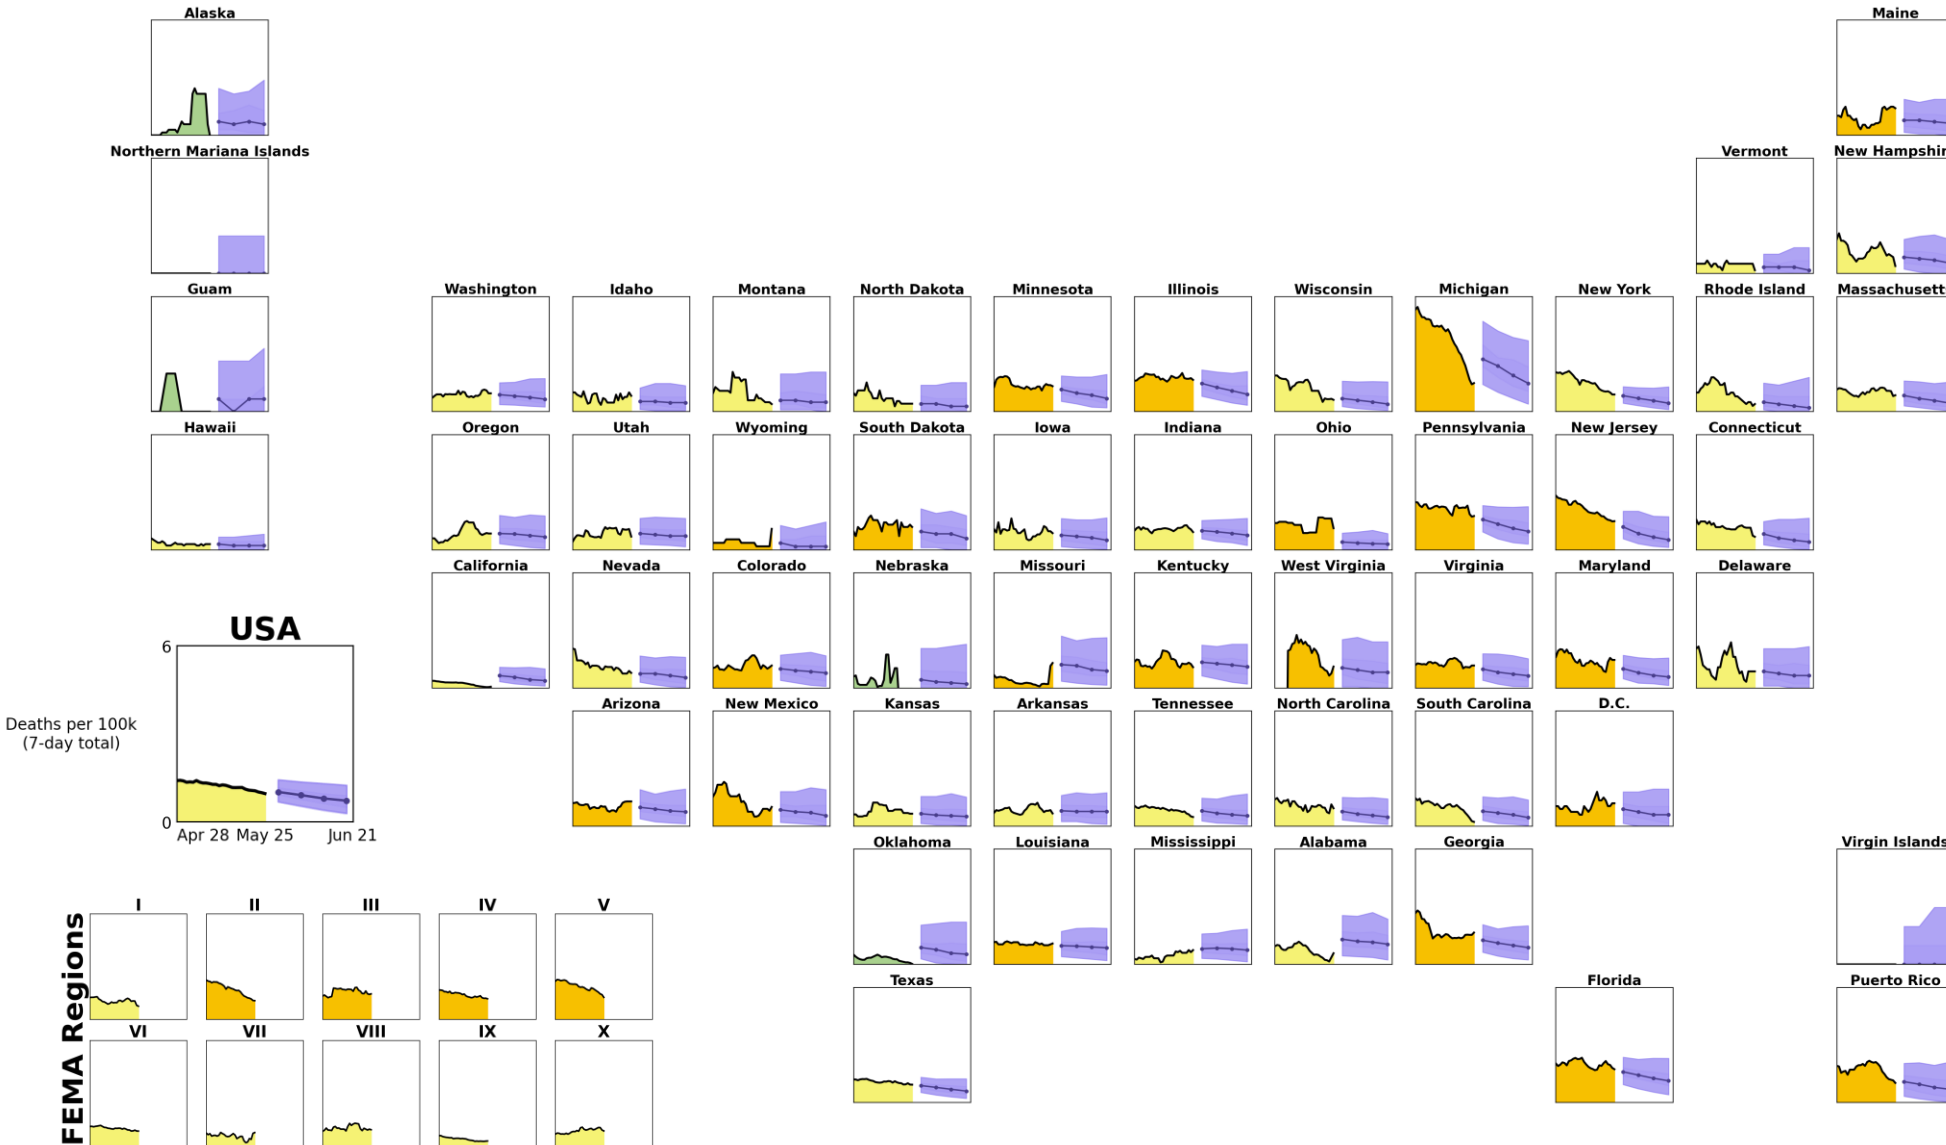 Alaska
Maine
Northern Mariana Islands
Vermont
New Hampshir
Guam
Washington
Idaho
Montana
North Dakota
Minnesota
Illinois
Wisconsin
Michigan
New York
Rhode Island
Massachusett
Hawaii
Oregon
Utah
Wyoming
South Dakota
Iowa
Indiana
Ohio
Pennsylvania
New Jersey
Connecticut
California
Nevada
Colorado
Nebraska
Missouri
Kentucky
West Virginia
Virginia
Maryland
Delaware
USA
6
Deaths per 100k
(7-day total)
0
Apr 28 May 25 Jun 21
Arizona
New Mexico
Kansas
Arkansas
Tennessee
North Carolina
South Carolina
D.C.
Oklahoma
Louisiana
Mississippi
Alabama
Georgia
Virgin Islands
FEMA Regions
I
II
III
IV
V
Texas
Florida
Puerto Rico
VI
VII
VIII
IX
X